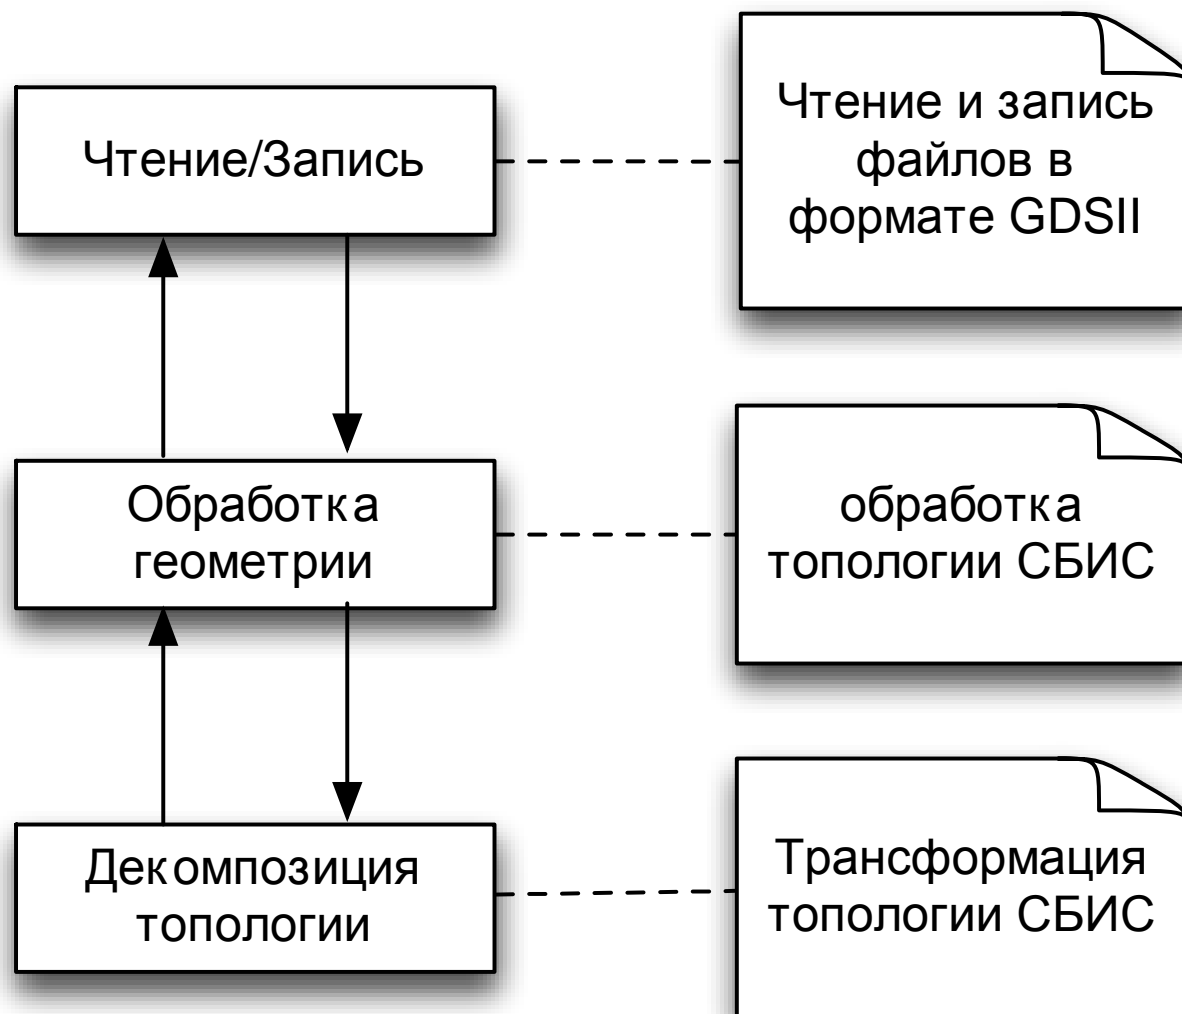 Чтение/Запись
Чтение и запись
файлов в
формате GDSII
Обработка
геометрии
обработка
топологии СБИС
Декомпозиция
топологии
Трансформация
топологии СБИС